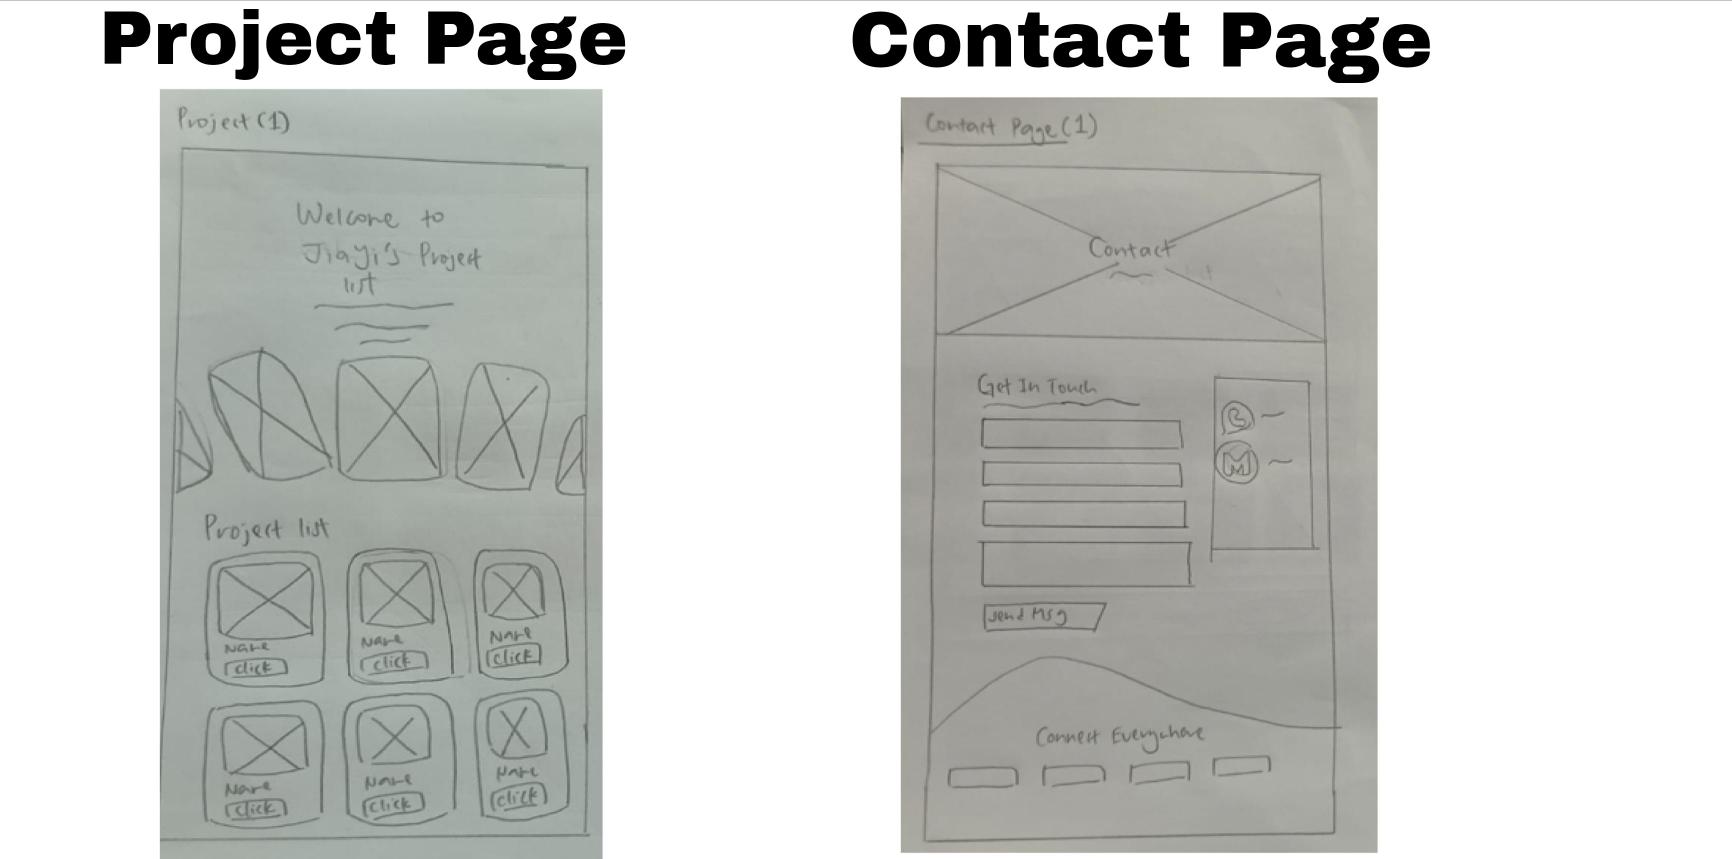 Project Page
Contact Page
Project (1)
Welcome to
JiaYi's Project
list
Project list
Name
click
Name
click
Name
click
Name
click
Name
click
Name
click
Contact Page (1)
Contact
Get In Touch
Send Msg
Connect Everywhere